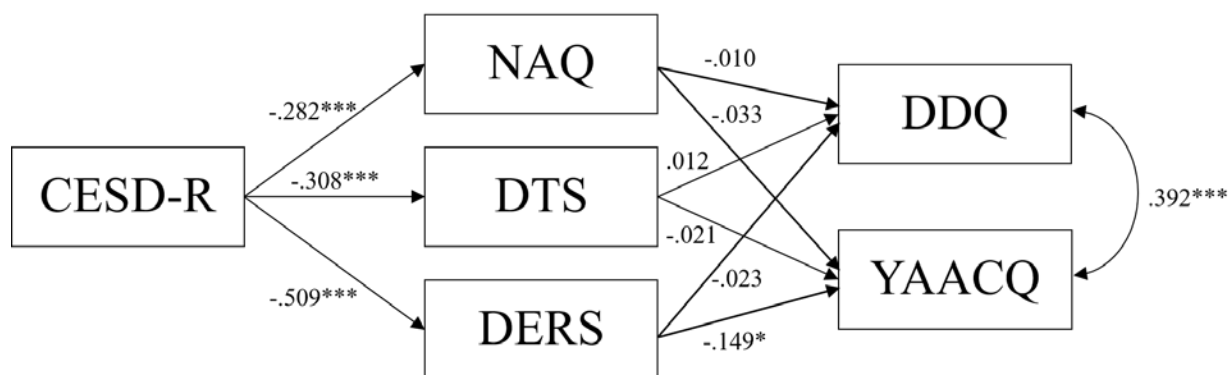 NAQ
-.010
-.282***
-.033
DDQ
CESD-R
-.308***
DTS
.012
-.021
.392***
-.509***
DERS
-.023
-.149*
YAACQ